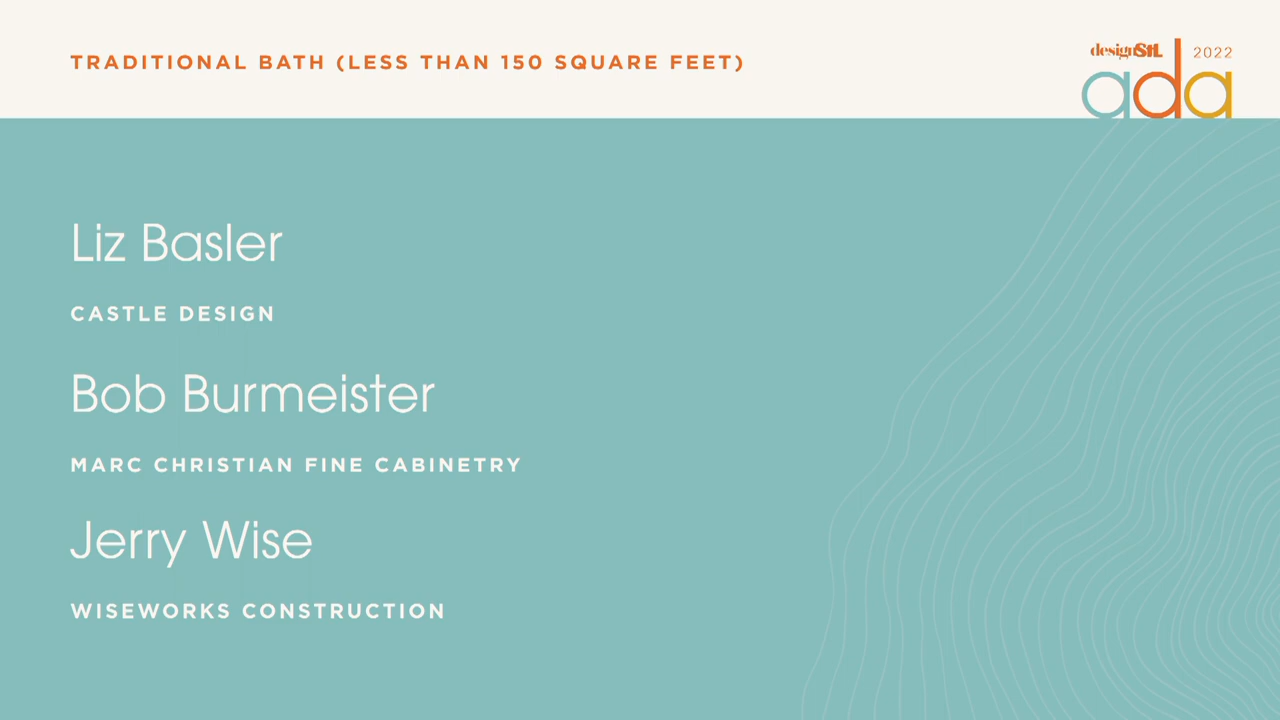 TRADITIONAL BATH (LESS THAN 150 SQUARE FEET)
designStL 2022
ada
Liz Basler
CASTLE DESIGN
Bob Burmeister
MARC CHRISTIAN FINE CABINETRY
Jerry Wise
WISEWORKS CONSTRUCTION